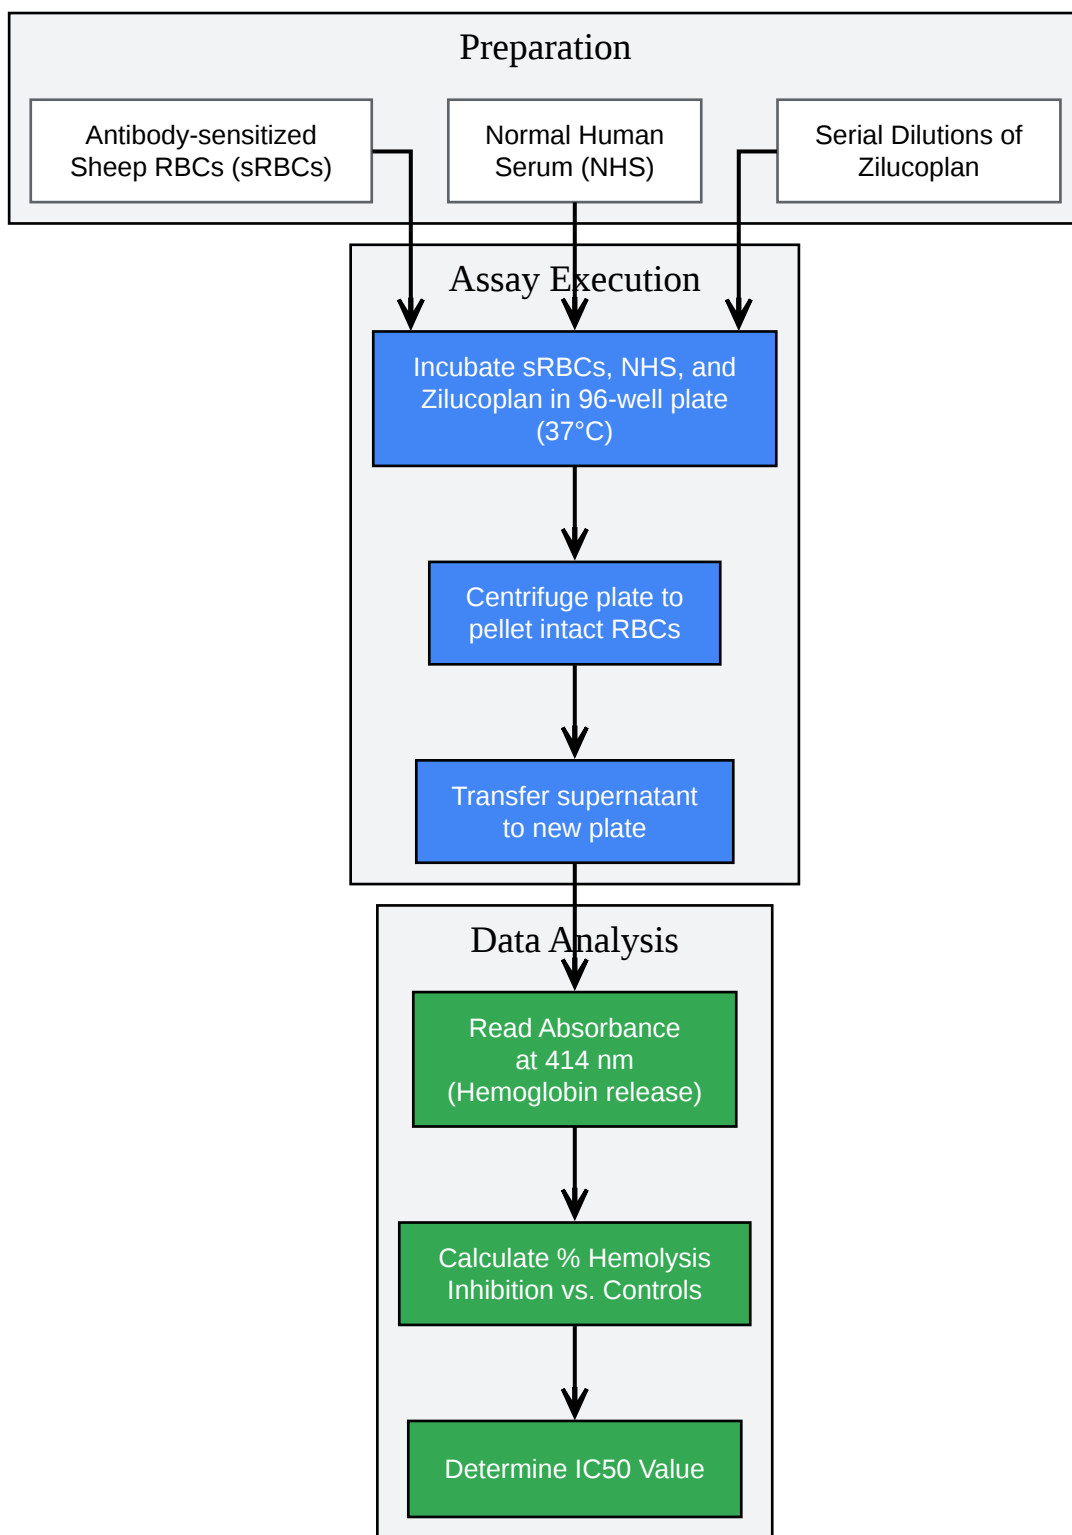 Preparation
Antibody-sensitized
Sheep RBCs (sRBCs)
Normal Human
Serum (NHS)
Serial Dilutions of
Zilucoplan
Assay Execution
Incubate sRBCs, NHS, and
Zilucoplan in 96-well plate
(37°C)
Centrifuge plate to
pellet intact RBCs
Transfer supernatant
to new plate
Data Analysis
Read Absorbance
at 414 nm
(Hemoglobin release)
Calculate % Hemolysis
Inhibition vs. Controls
Determine IC50 Value